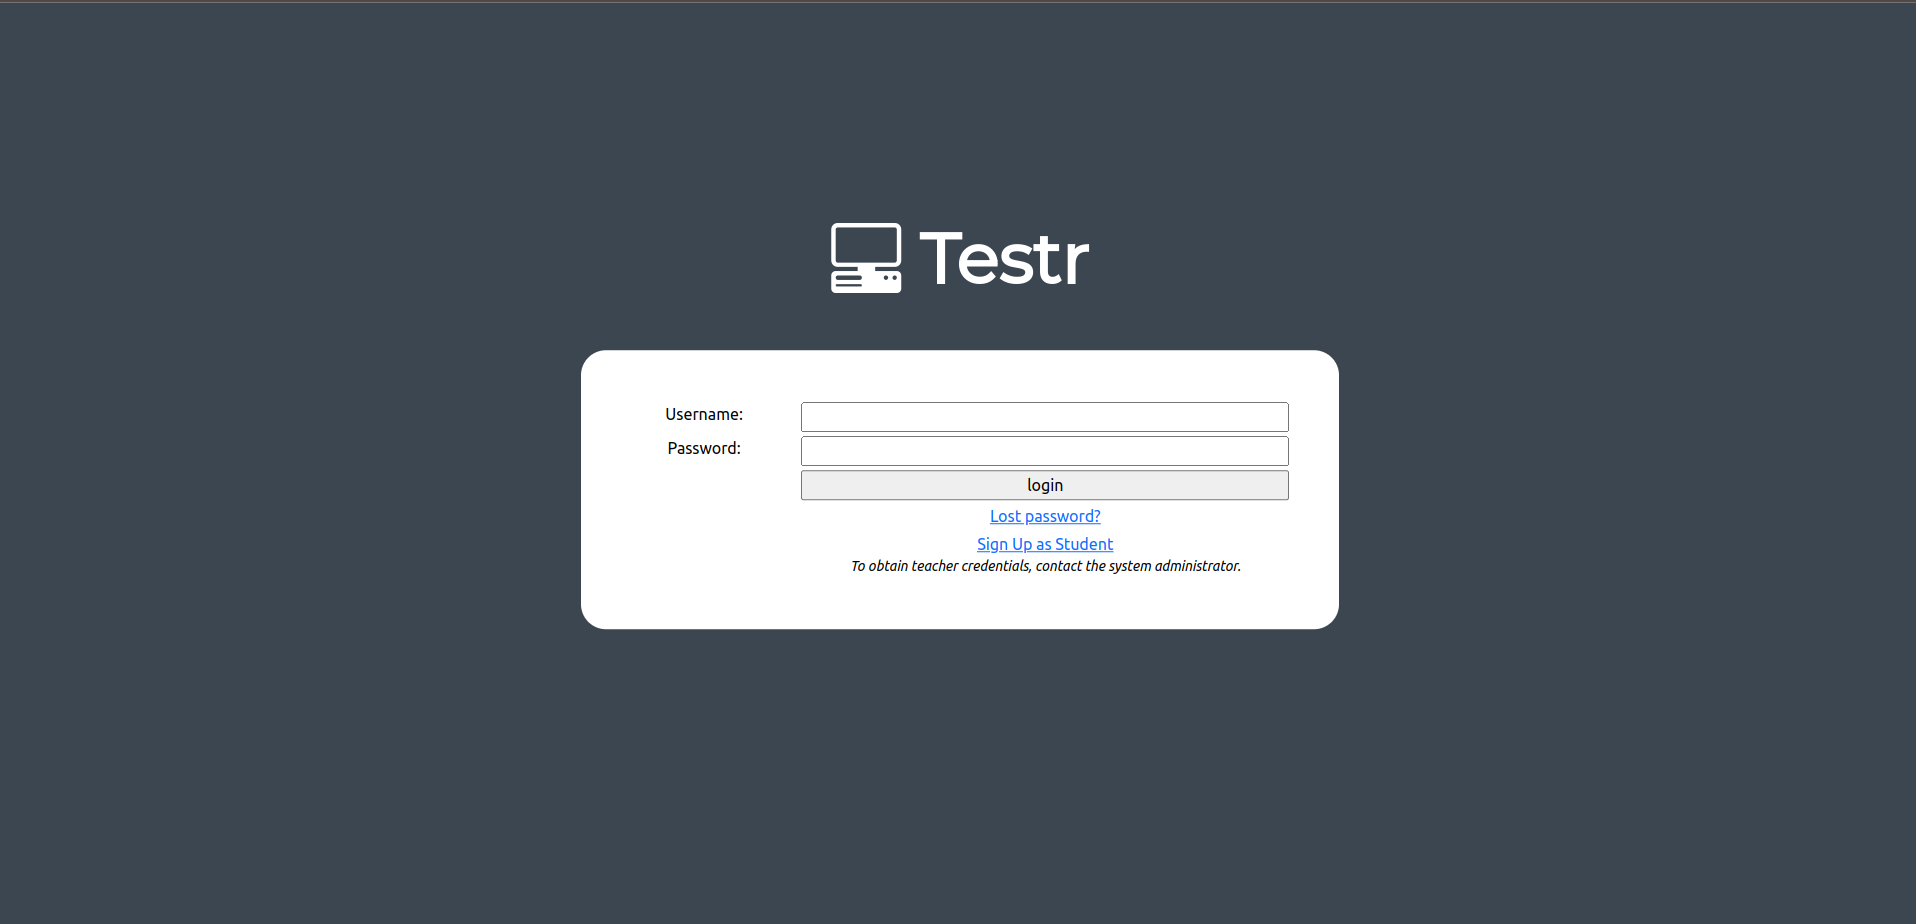 Testr
Username:
Password:
login
Lost password?
Sign Up as Student
To obtain teacher credentials, contact the system administrator.